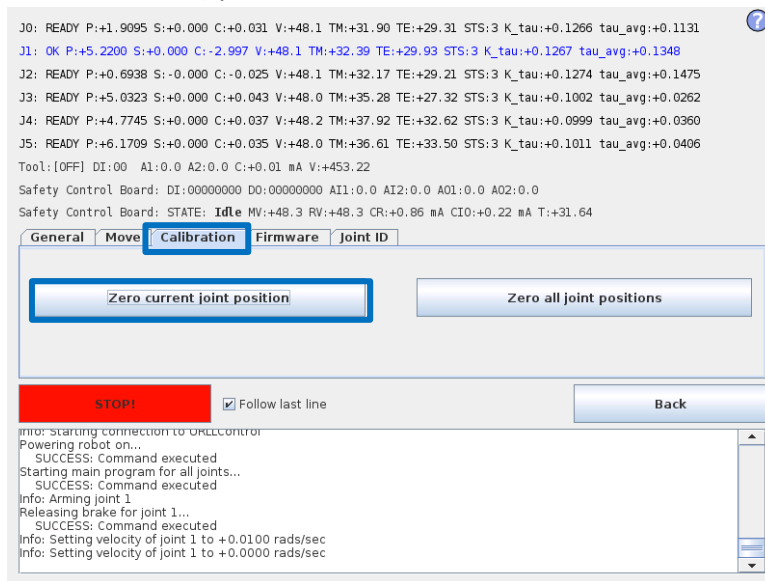 J0: READY P:+1.9095 S:+0.000 C:+0.031 V:+48.1 TM:+31.90 TE:+29.31 STS:3 K_tau:+0.1266 tau_avg:+0.1131
?
J1: OK P:+5.2200 S:+0.000 C:-2.997 V:+48.1 TM:+32.39 TE:+29.93 STS:3 K_tau:+0.1267 tau_avg:+0.1348
J2: READY P:+0.6938 S:-0.000 C:-0.025 V:+48.1 TM:+32.17 TE:+29.21 STS:3 K_tau:+0.1274 tau_avg:+0.1475
J3: READY P:+5.0323 S:+0.000 C:+0.043 V:+48.0 TM:+35.28 TE:+27.32 STS:3 K_tau:+0.1002 tau_avg:+0.0262
J4: READY P:+4.7745 S:+0.000 C:+0.037 V:+48.2 TM:+37.92 TE:+32.62 STS:3 K_tau:+0.0999 tau_avg:+0.0360
J5: READY P:+6.1709 S:+0.000 C:+0.035 V:+48.0 TM:+36.61 TE:+33.50 STS:3 K_tau:+0.1011 tau_avg:+0.0406
Tool:[OFF] DI:00 A1:0.0 A2:0.0 C:+0.01 mA V:+453.22
Safety Control Board: DI:00000000 DO:00000000 AI1:0.0 AI2:0.0 AO1:0.0 AO2:0.0
Safety Control Board: STATE: Idle MV:+48.3 RV:+48.3 CR:+0.86 mA CIO:+0.22 mA T:+31.64
General Move Calibration Firmware Joint ID
Zero current joint position Zero all joint positions
STOP! Follow last line Back
Info: Starting connection to URLLControl
Powering robot on...
SUCCESS: Command executed
Starting main program for all joints...
SUCCESS: Command executed
Info: Arming joint 1
Releasing brake for joint 1...
SUCCESS: Command executed
Info: Setting velocity of joint 1 to +0.0100 rads/sec
Info: Setting velocity of joint 1 to +0.0000 rads/sec